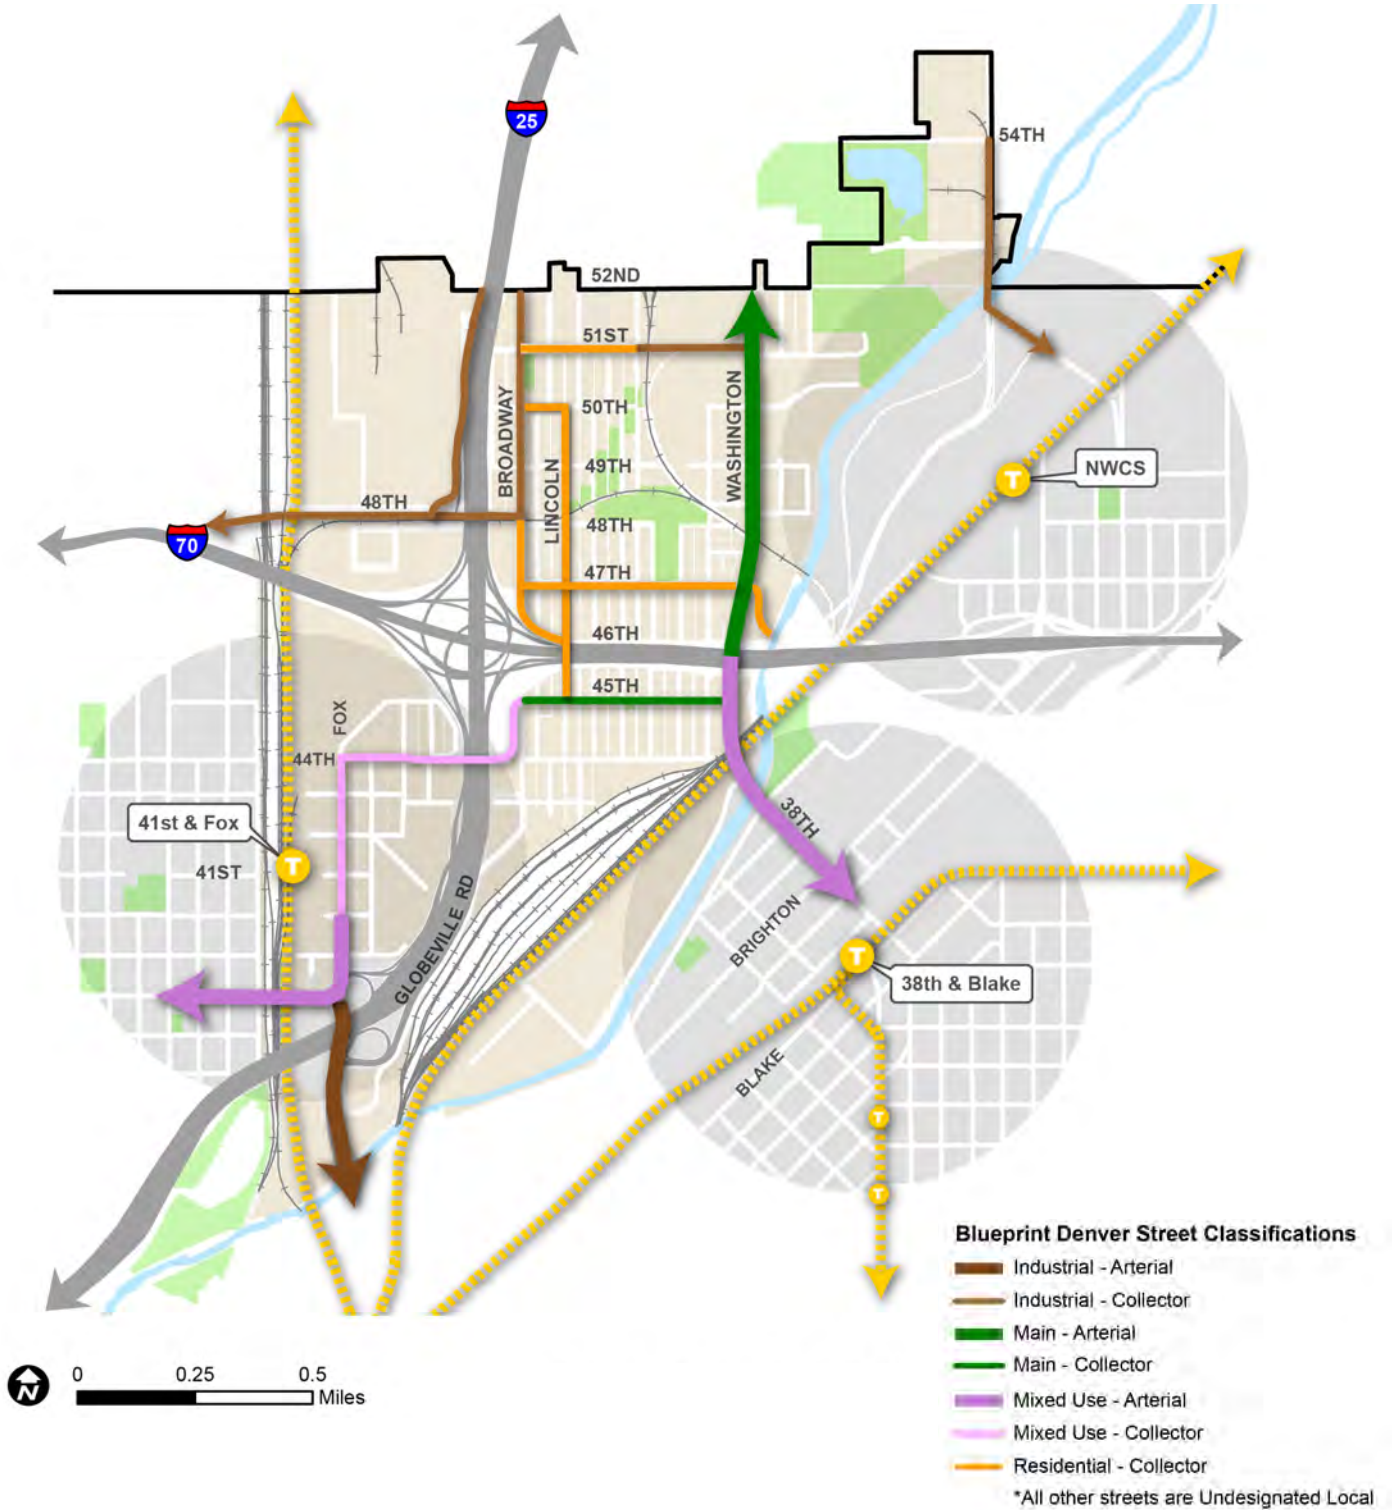 25
54TH
52ND
51ST
50TH
BROADWAY
WASHINGTON
LINCOLN
49TH
NWCS
48TH
48TH
70
47TH
46TH
45TH
FOX
44TH
41st & Fox
38TH
41ST
GLOBEVILLE RD
BRIGHTON
T
T
T
38th & Blake
BLAKE
T
T
Blueprint Denver Street Classifications
Industrial - Arterial
Industrial - Collector
Main - Arterial
Main - Collector
Mixed Use - Arterial
Mixed Use - Collector
Residential - Collector
*All other streets are Undesignated Local
N
0 0.25 0.5
Miles